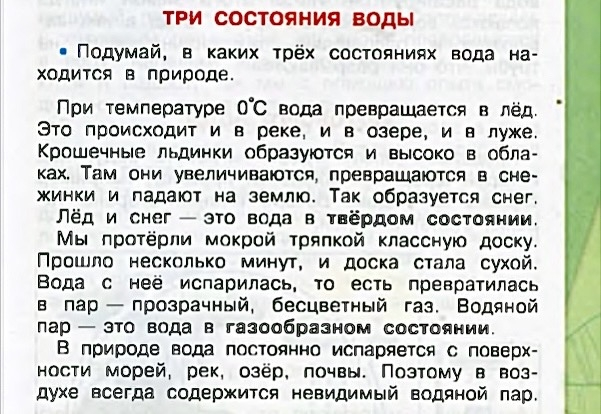 ТРИ СОСТОЯНИЯ ВОДЫ
• Подумай, в каких трёх состояниях вода на-
ходится в природе.
При температуре 0°С вода превращается в лёд.
Это происходит и в реке, и в озере, и в луже.
Крошечные льдинки образуются и высоко в обла-
ках. Там они увеличиваются, превращаются в сне-
жинки и падают на землю. Так образуется снег.
Лёд и снег — это вода в твёрдом состоянии.
Мы протёрли мокрой тряпкой классную доску.
Прошло несколько минут, и доска стала сухой.
Вода с неё испарилась, то есть превратилась
в пар — прозрачный, бесцветный газ. Водяной
пар — это вода в газообразном состоянии.
В природе вода постоянно испаряется с поверх-
ности морей, рек, озёр, почвы. Поэтому в воз-
духе всегда содержится невидимый водяной пар.